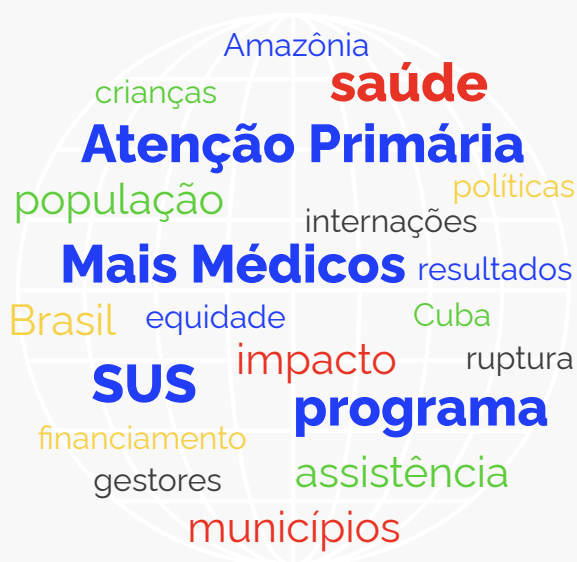 Amazônia
saúde
crianças
Atenção Primária
políticas
população
internações
Mais Médicos resultados
Brasil equidade Cuba
impacto ruptura
SUS
programa
financiamento
gestores assistência
municípios